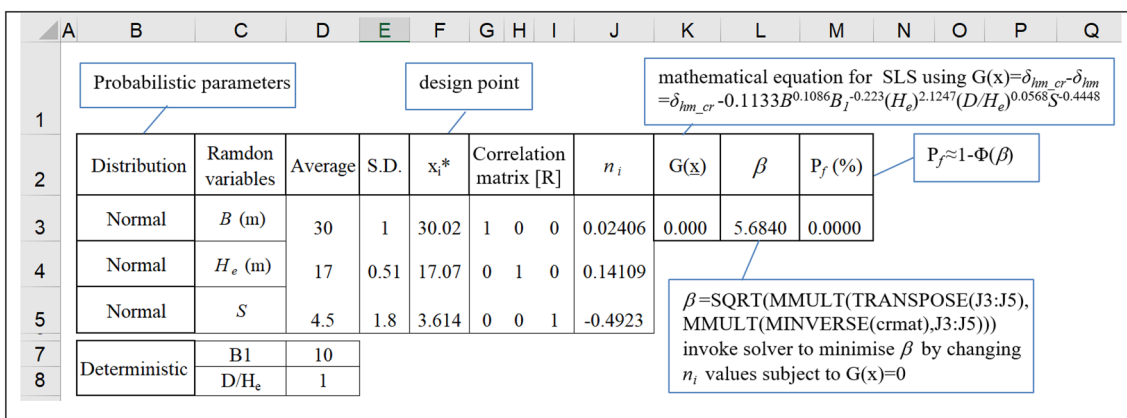 A B C D E F G H I J K L M N O P Q
Probabilistic parameters
design point
mathematical equation for SLS using G(x)=δhm_cr-δhm
=δhm_cr -0.1133B^0.1086B1^-0.223(He)^2.1247(D/He)^0.0568S^-0.4448
1
Pf≈1-Φ(β)
2 Distribution Ramdon variables Average S.D. xi* Correlation matrix [R] ni G(x) β Pf (%)
3 Normal B (m) 30 1 30.02 1 0 0 0.02406 0.000 5.6840 0.0000
4 Normal He (m) 17 0.51 17.07 0 1 0 0.14109
5 Normal S 4.5 1.8 3.614 0 0 1 -0.4923
β=SQRT(MMULT(TRANSPOSE(J3:J5),
MMULT(MINVERSE(crmat),J3:J5)))
invoke solver to minimise β by changing
ni values subject to G(x)=0
7 Deterministic B1 10
8 D/He 1